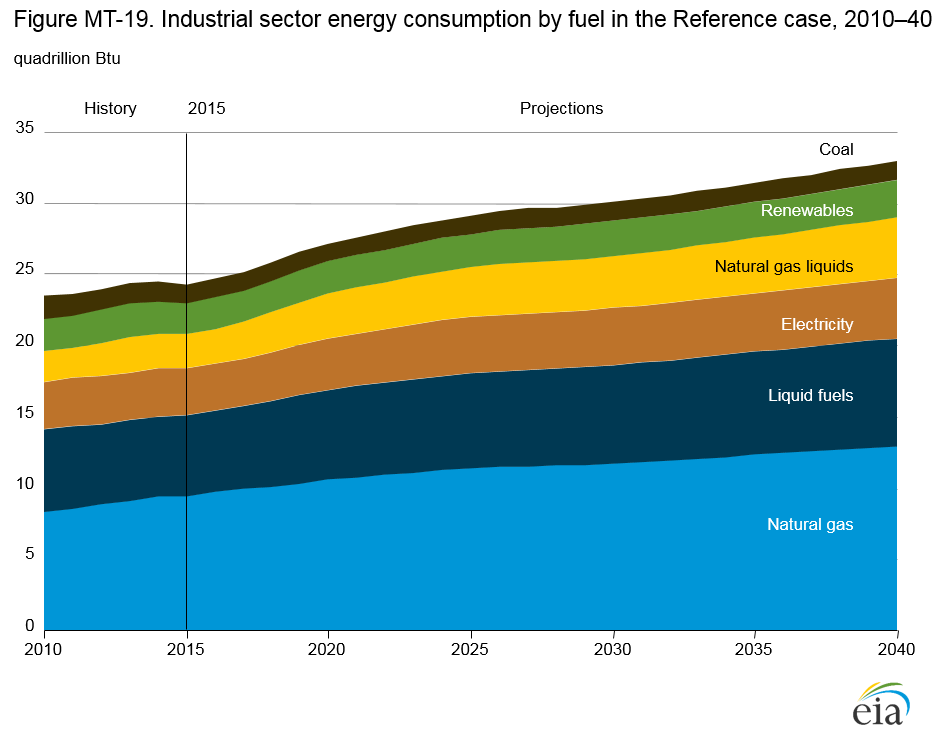 Figure MT-19. Industrial sector energy consumption by fuel in the Reference case, 2010–40
quadrillion Btu
History 2015 Projections
35
Coal
30
Renewables
25
Natural gas liquids
20
Electricity
15
Liquid fuels
10
Natural gas
5
0
2010 2015 2020 2025 2030 2035 2040
eia